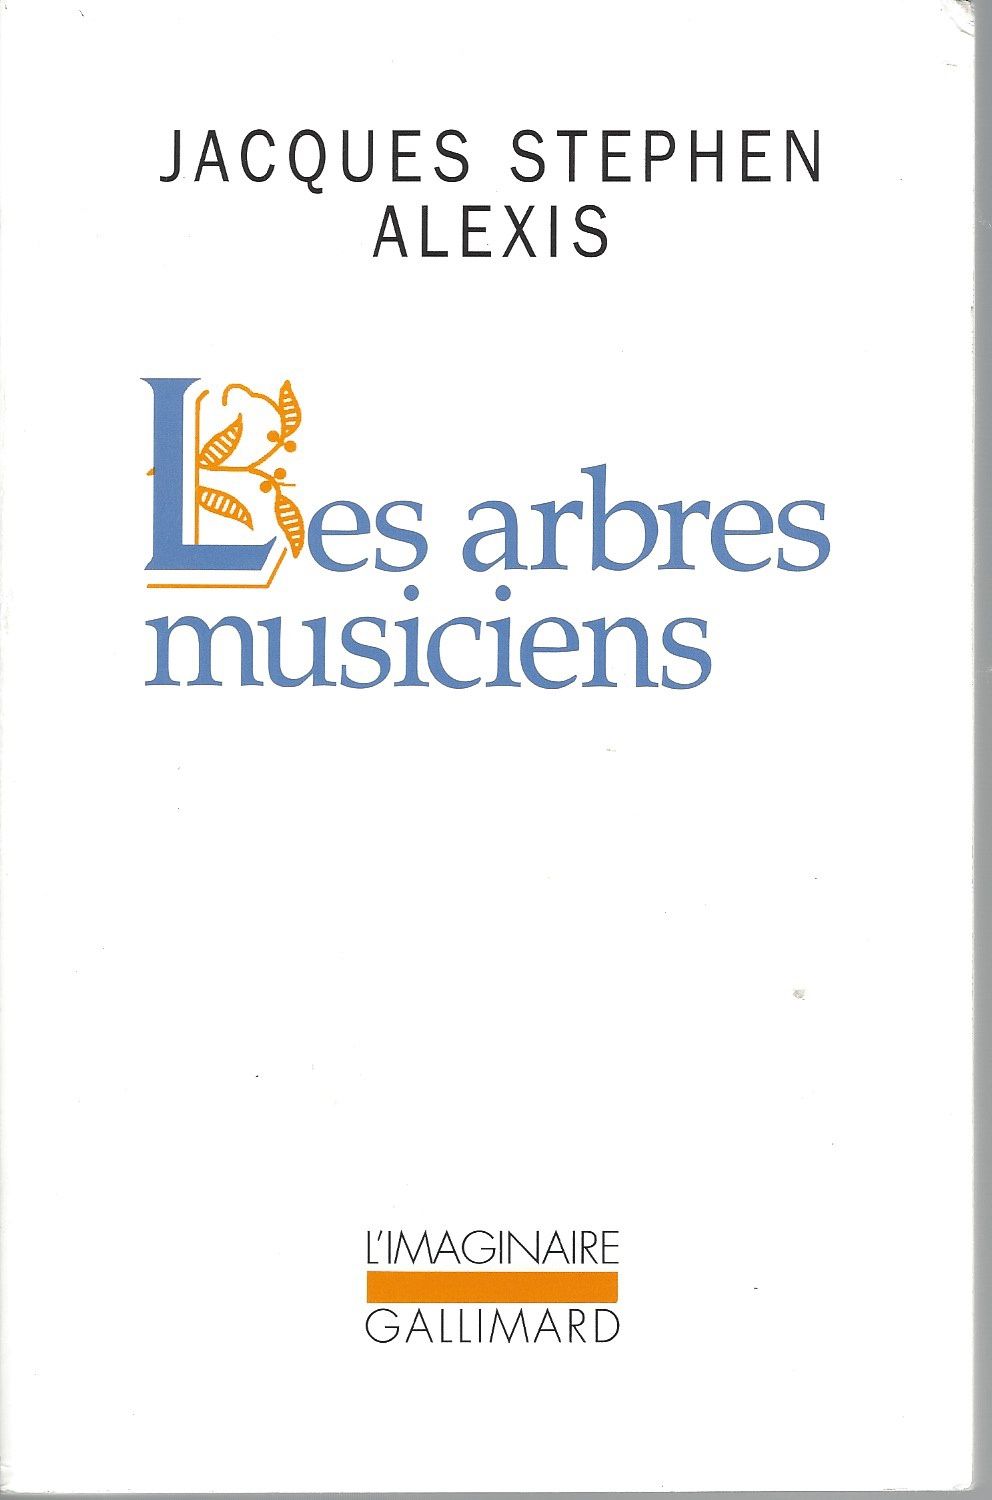 JACQUES STEPHEN
ALEXIS
Les arbres
musiciens
L'IMAGINAIRE
GALLIMARD